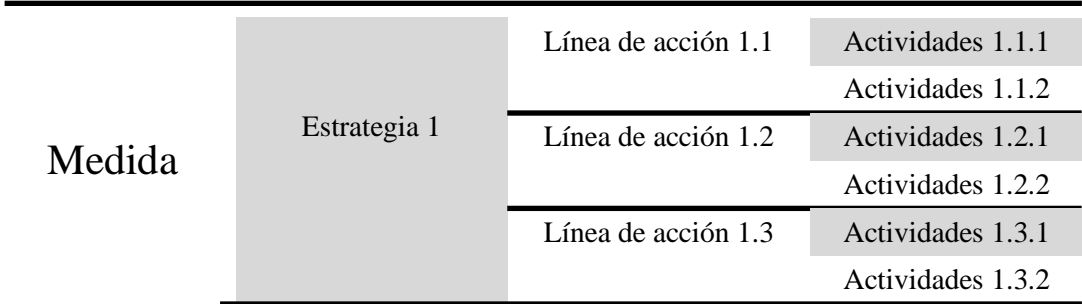 Medida
Estrategia 1
Línea de acción 1.1
Actividades 1.1.1
Actividades 1.1.2
Línea de acción 1.2
Actividades 1.2.1
Actividades 1.2.2
Línea de acción 1.3
Actividades 1.3.1
Actividades 1.3.2